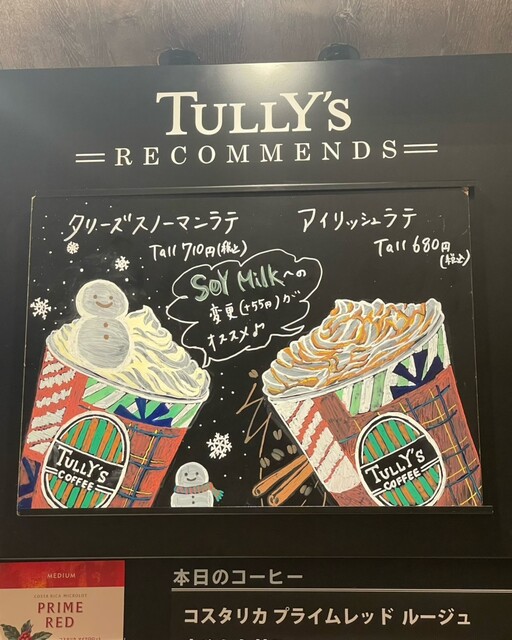 TULLY'S
RECOMMENDS
タリーズスノーマンラテ
Tall 710円(税込)
アイリッシュラテ
Tall 680円
(税込)
SOY Milkへの
変更(+55円)が
オススメ♪
TULLY'S
COFFEE
TULLY'S
COFFEE
MEDIUM
COSTA RICA MICROLOT
PRIME
RED
本日のコーヒー
コスタリカ プライムレッド ルージュ